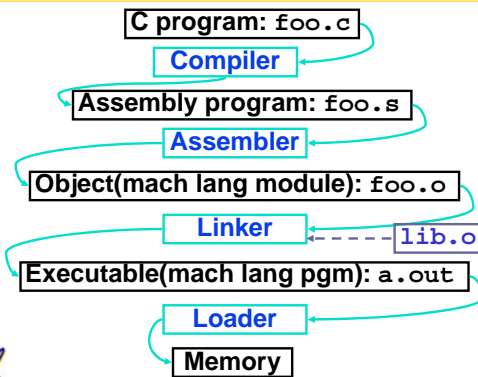 C program: foo.c
Compiler
Assembly program: foo.s
Assembler
Object(mach lang module): foo.o
Linker
lib.o
Executable(mach lang pgm): a.out
Loader
Memory